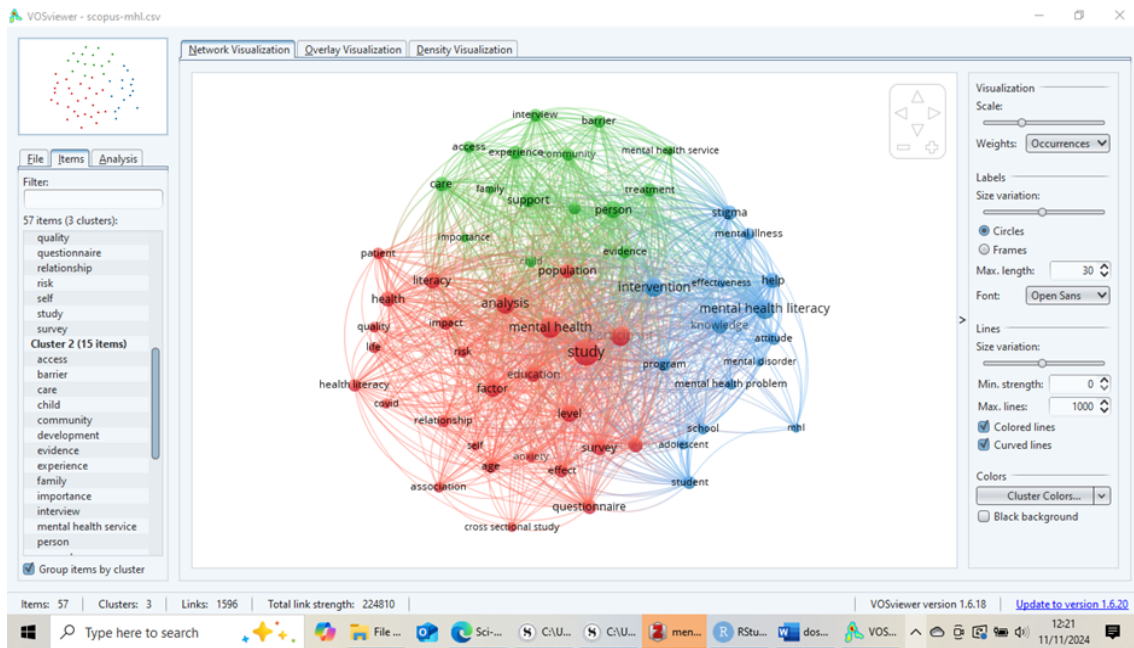 VOSviewer - scopus-mhl.csv
Network Visualization
Overlay Visualization
Density Visualization
File
Items
Analysis
Filter:
57 items (3 clusters):
quality
questionnaire
relationship
risk
self
study
survey
Cluster 2 (15 items)
access
barrier
care
child
community
development
evidence
experience
family
importance
interview
mental health service
person
Group items by cluster
interview
barrier
access
experience
community
mental health service
care
family
support
treatment
person
stigma
mental illness
importance
patient
evidence
child
population
literacy
intervention
effectiveness
help
health
analysis
mental health literacy
quality
impact
mental health
knowledge
attitude
life
risk
study
program
mental disorder
education
health literacy
factor
mental health problem
covid
level
relationship
mhl
school
self
survey
adolescent
anxiety
age
effect
association
student
questionnaire
cross sectional study
Visualization
Scale:
Weights:
Occurrences
Labels
Size variation:
Circles
Frames
Max. length:
30
Font:
Open Sans
>
Lines
Size variation:
Min. strength:
0
Max. lines:
1000
Colored lines
Curved lines
Colors
Cluster Colors...
Black background
Items: 57
Clusters: 3
Links: 1596
Total link strength: 224810
VOSviewer version 1.6.18
Update to version 1.6.20
Type here to search
File ...
Sci-...
C:\U...
C:\U...
men...
RStu...
dos...
VOS...
12:21
11/11/2024